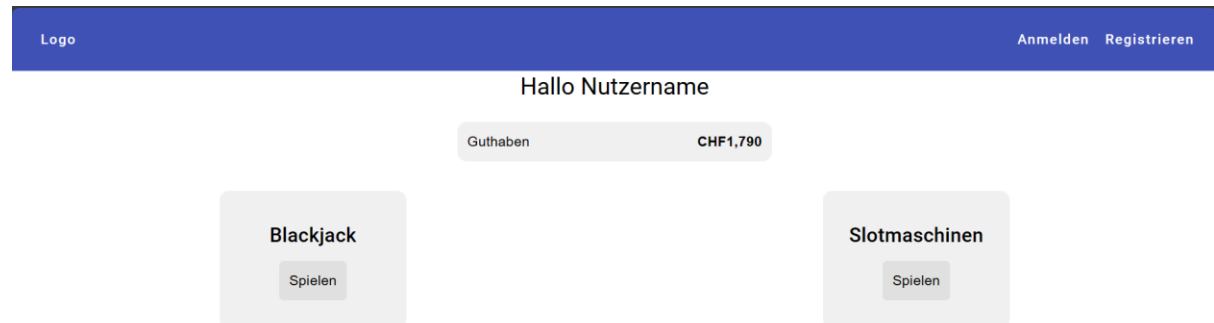 Logo Anmelden Registrieren
Hallo Nutzername
Guthaben CHF1,790
Blackjack Slotmaschinen
Spielen Spielen